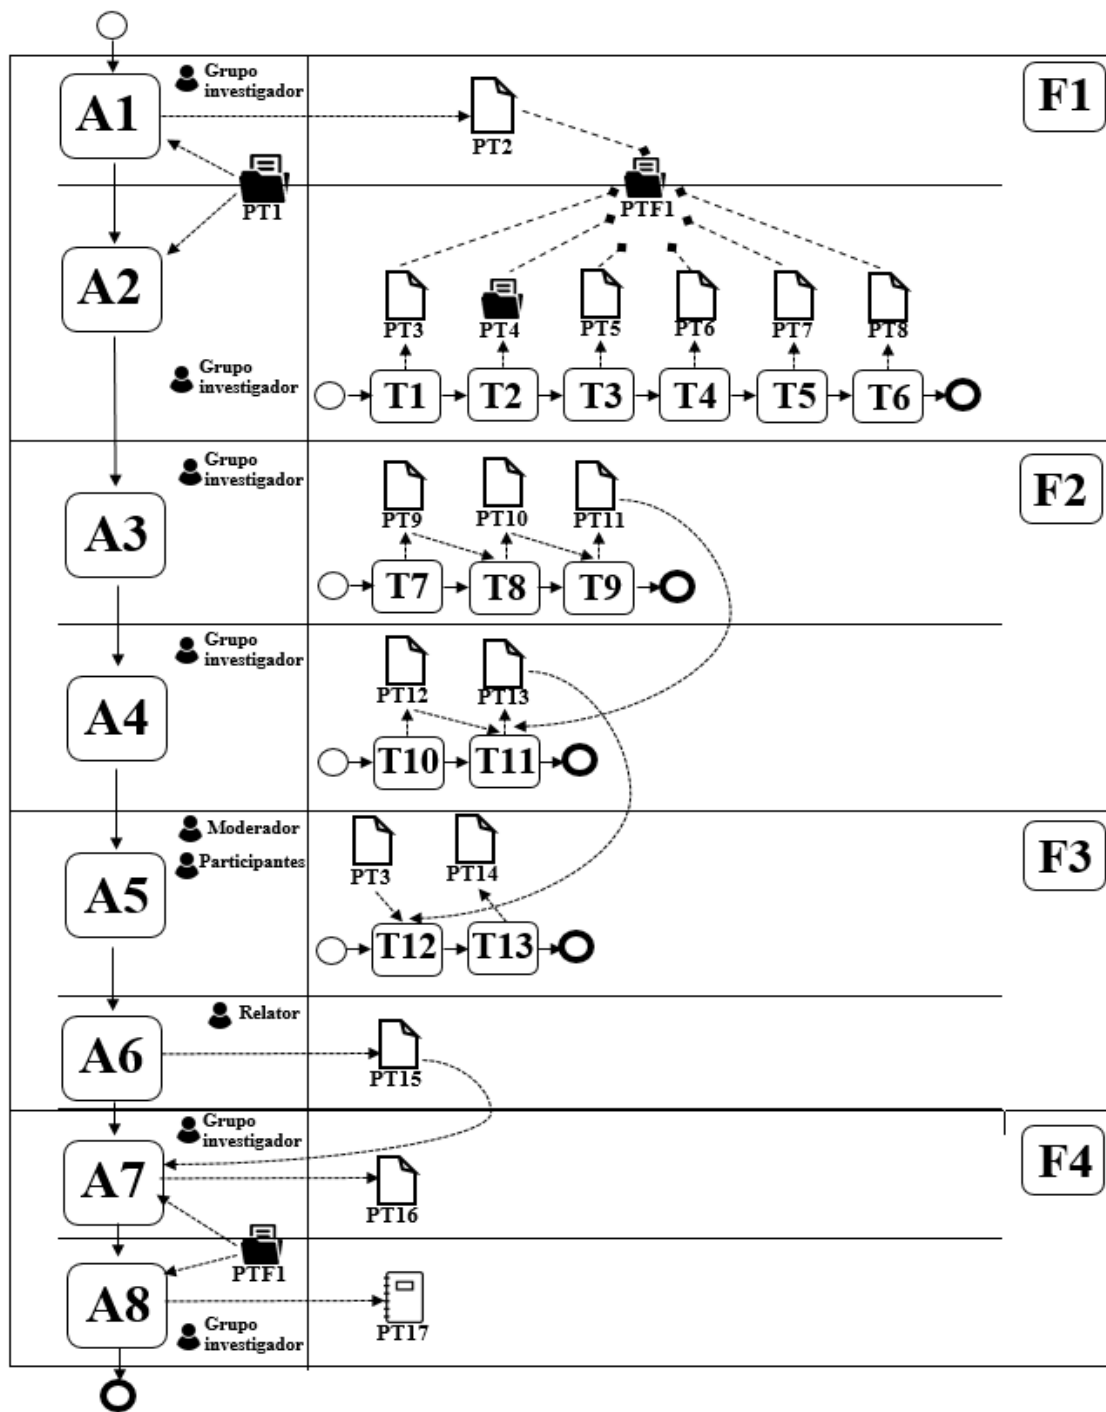 Grupo
investigador
F1
A1
PT2
PT1
PTF1
A2
PT3
PT4
PT5
PT6
PT7
PT8
Grupo
investigador
T1
T2
T3
T4
T5
T6
Grupo
investigador
F2
A3
PT9
PT10
PT11
T7
T8
T9
Grupo
investigador
A4
PT12
PT13
T10
T11
Moderador
Participantes
F3
A5
PT3
PT14
T12
T13
Relator
A6
PT15
Grupo
investigador
F4
A7
PT16
PTF1
A8
PT17
Grupo
investigador